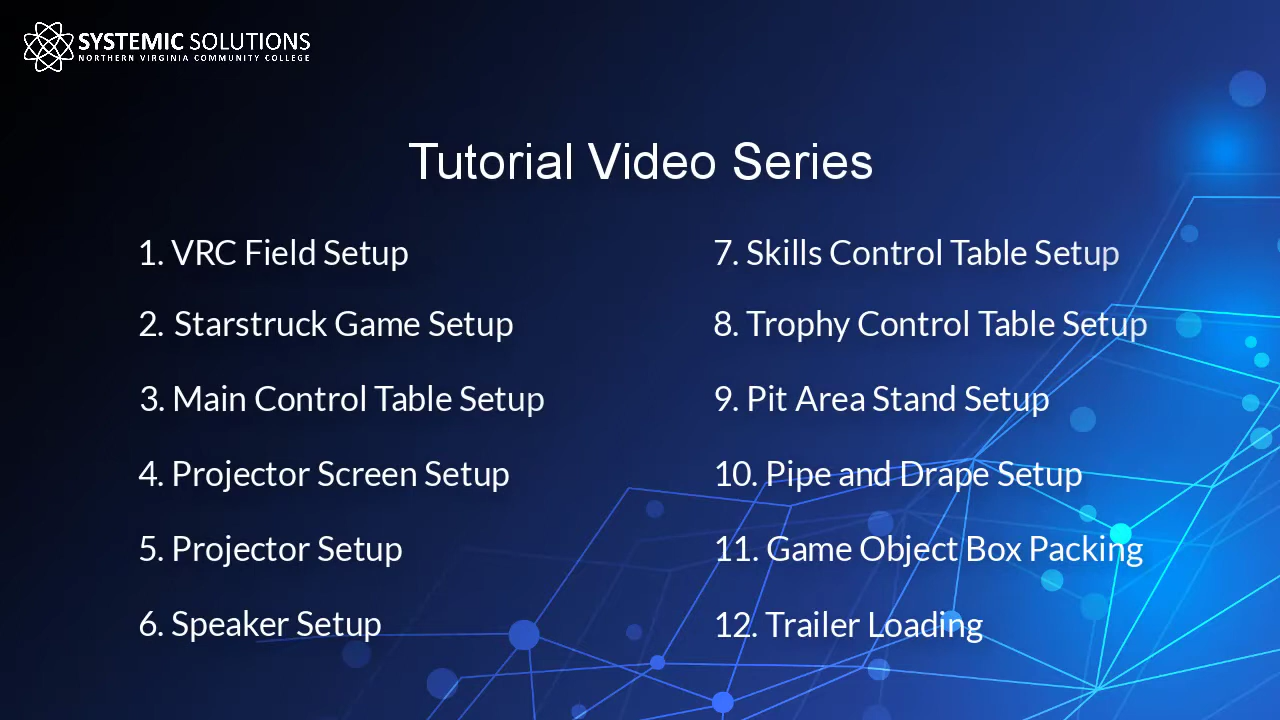 SYSTEMIC SOLUTIONS
NORTHERN VIRGINIA COMMUNITY COLLEGE
Tutorial Video Series
1. VRC Field Setup
2. Starstruck Game Setup
3. Main Control Table Setup
4. Projector Screen Setup
5. Projector Setup
6. Speaker Setup
7. Skills Control Table Setup
8. Trophy Control Table Setup
9. Pit Area Stand Setup
10. Pipe and Drape Setup
11. Game Object Box Packing
12. Trailer Loading